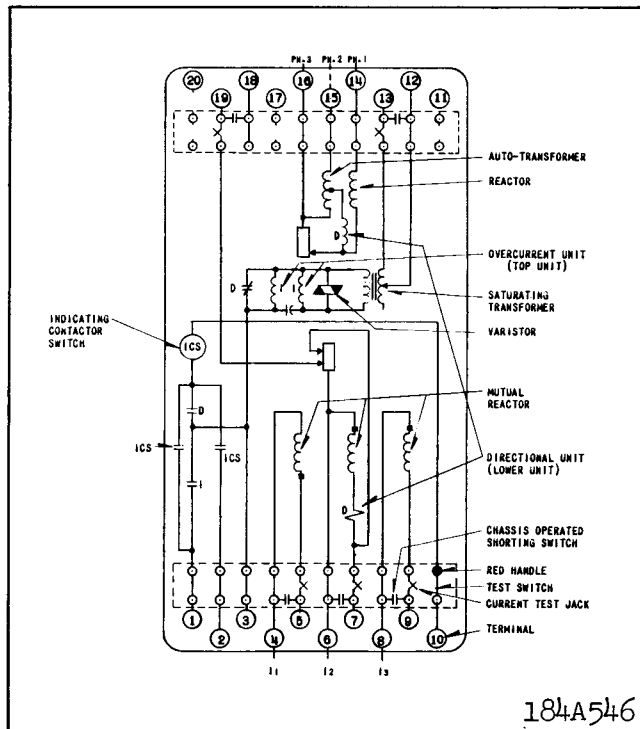 PH.3 PH.2 PH.1
20 18 16 15 14 12
19 17 13 11
AUTO-TRANSFORMER
REACTOR
D
OVERCURRENT UNIT
(TOP UNIT)
D I I
SATURATING
TRANSFORMER
VARISTOR
INDICATING
CONTACTOR
SWITCH
ICS
MUTUAL
REACTOR
D
ICS ICS
DIRECTIONAL UNIT
(LOWER UNIT)
I
D
CHASSIS OPERATED
SHORTING SWITCH
RED HANDLE
TEST SWITCH
CURRENT TEST JACK
1 3 5 7 9
2 4 6 8 10
TERMINAL
I1 I2 I3
184A546